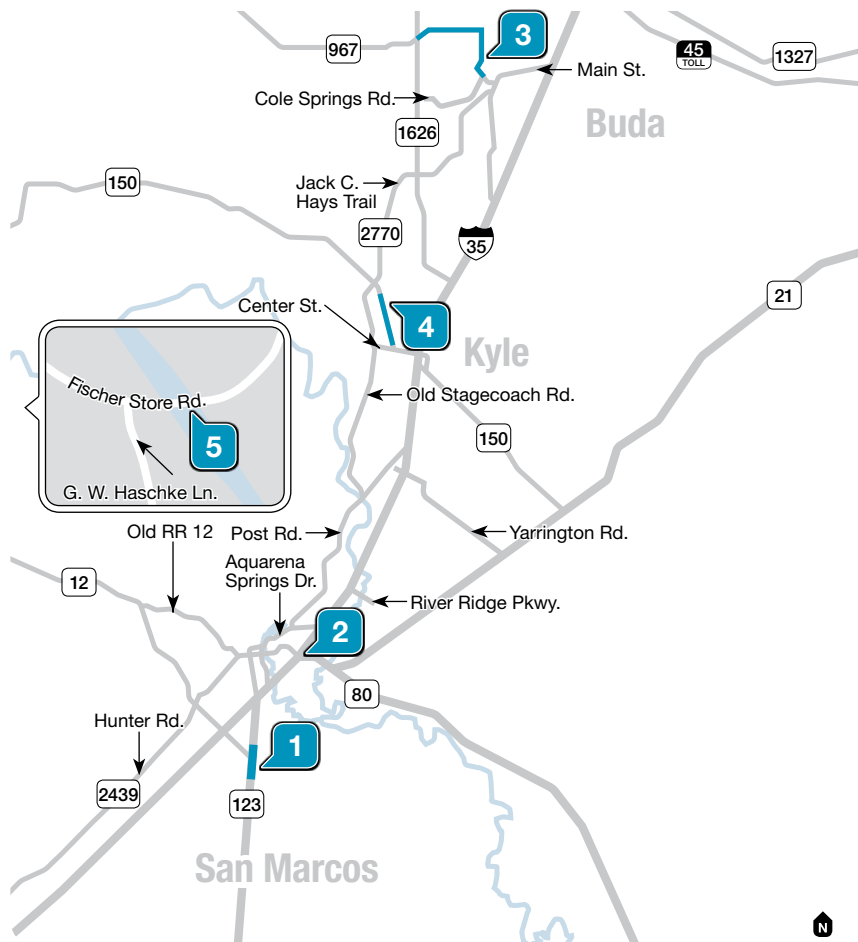 3
967
45
TOLL
1327
Main St.
Cole Springs Rd.
Buda
1626
150
Jack C.
Hays Trail
2770
35
21
Center St.
4
Kyle
Fischer Store Rd.
Old Stagecoach Rd.
5
150
G. W. Haschke Ln.
Old RR 12
Post Rd.
Yarrington Rd.
Aquarena
Springs Dr.
12
River Ridge Pkwy.
2
80
Hunter Rd.
1
2439
123
San Marcos
N